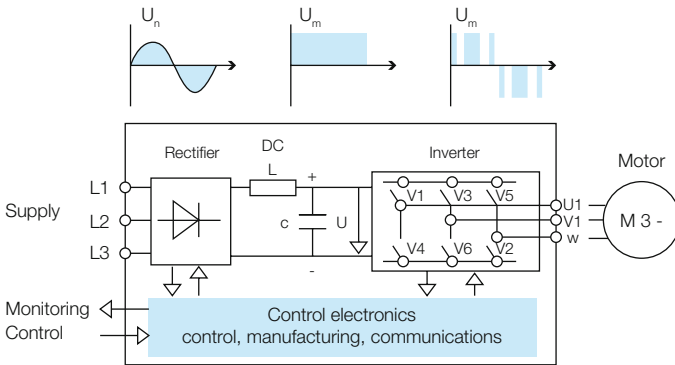 Uₙ
Uₘ
Uₘ
DC
Rectifier
L
+
Inverter
Motor
L1
V1
V3
V5
U1
Supply
L2
c
U
V1
M 3 -
L3
V4
V6
V2
w
-
Monitoring
Control electronics
Control
control, manufacturing, communications